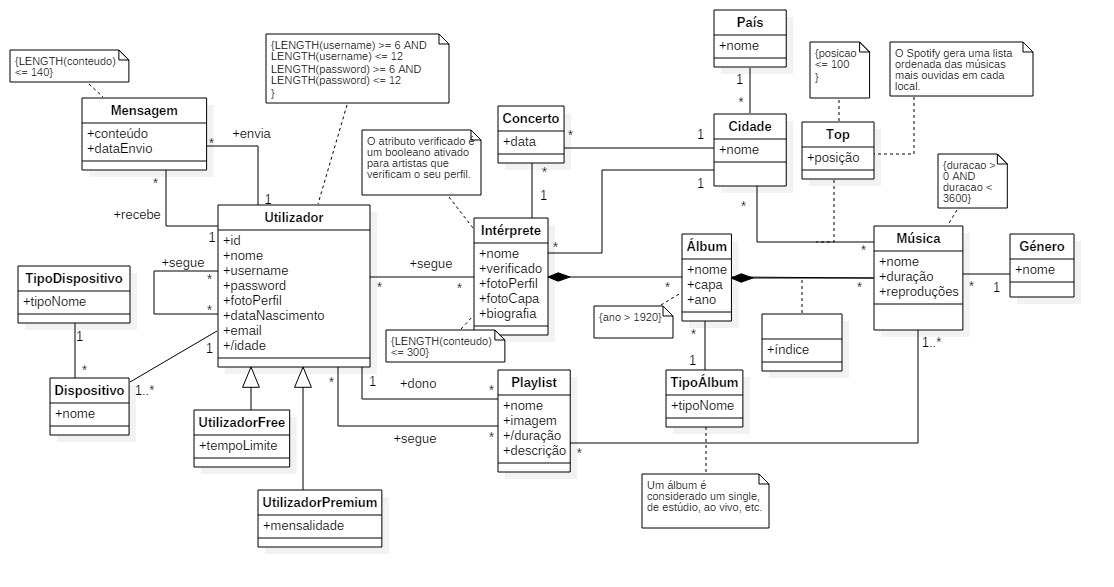 País
+nome
{LENGTH(username) >= 6 AND
LENGTH(username) <= 12
LENGTH(password) >= 6 AND
LENGTH(password) <= 12
}
{LENGTH(conteudo)
<= 140}
{posicao
<= 100
}
O Spotify gera uma lista
ordenada das músicas
mais ouvidas em cada
local.
1
*
Mensagem
+conteúdo
+dataEnvio
*
+envia
1
*
+recebe
1
Concerto
+data
*
1
Cidade
+nome
1
*
Top
+posição
O atributo verificado é
um booleano ativado
para artistas que
verificam o seu perfil.
*
1
{duracao >
0 AND
duracao <
3600}
Utilizador
+id
+nome
+username
+password
+fotoPerfil
+dataNascimento
+email
+/idade
+segue
*
*
+segue
*
*
Intérprete
+nome
+verificado
+fotoPerfil
+fotoCapa
+biografia
*
*
Álbum
+nome
+capa
+ano
*
*
Música
+nome
+duração
+reproduções
*
1
Género
+nome
TipoDispositivo
+tipoNome
1
*
{ano > 1920}
+índice
{LENGTH(conteudo)
<= 300}
*
1
1..*
Dispositivo
+nome
1
1..*
TipoÁlbum
+tipoNome
*
1
+dono
*
+segue
*
Playlist
+nome
+imagem
+/duração
+descrição
*
UtilizadorFree
+tempoLimite
UtilizadorPremium
+mensalidade
Um álbum é
considerado um single,
de estúdio, ao vivo, etc.